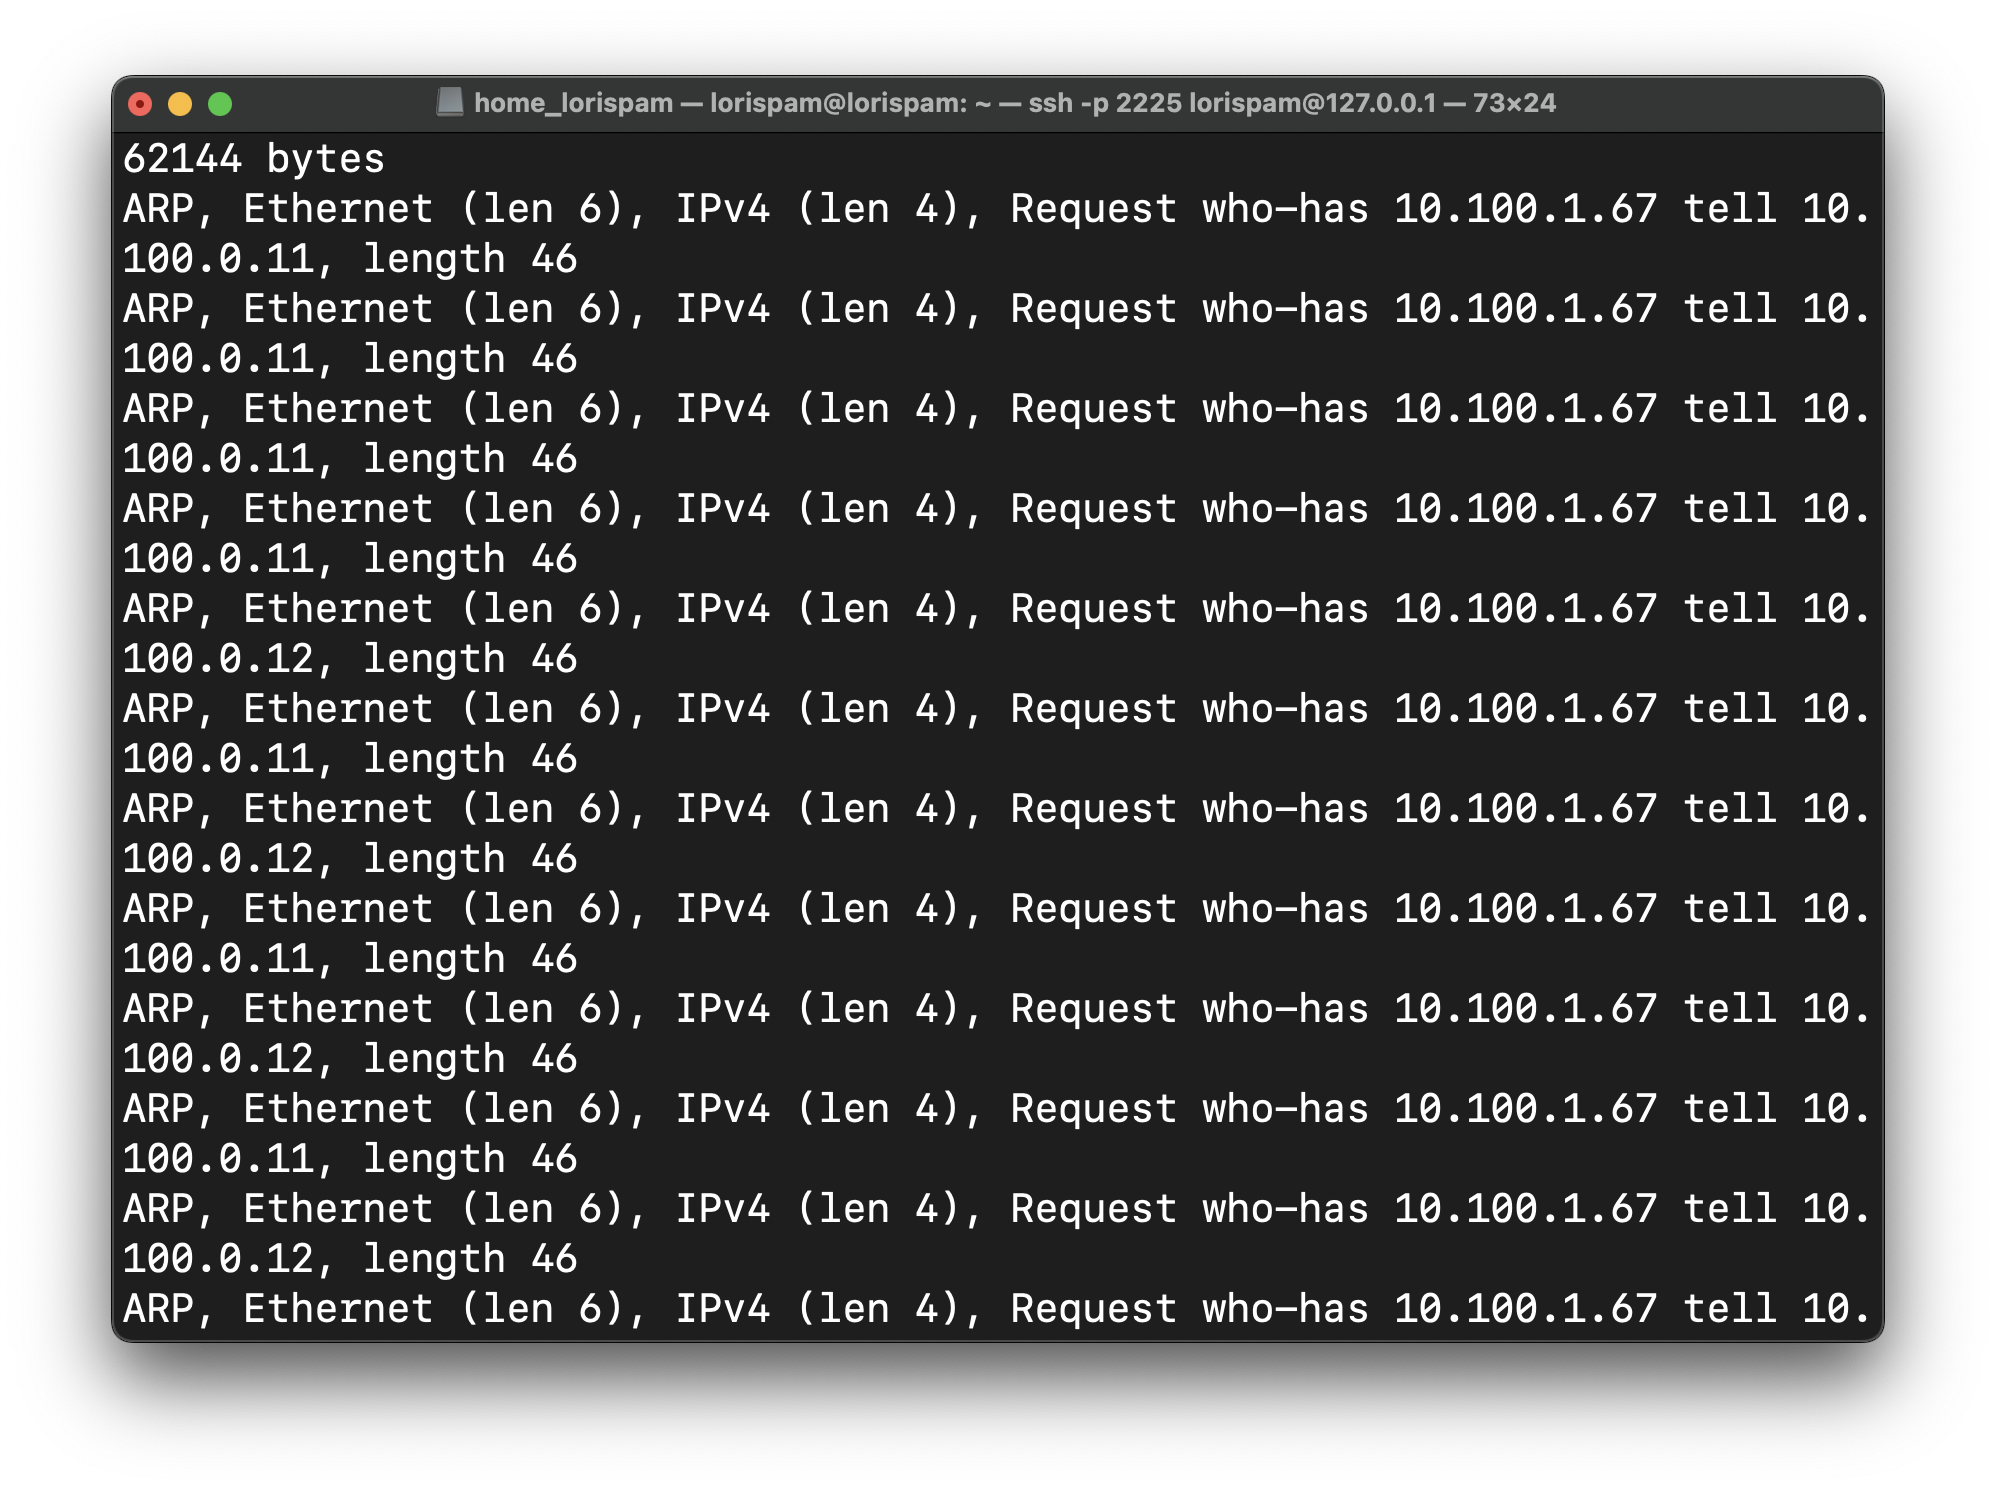 home_lorispam — lorispam@lorispam: ~ — ssh -p 2225 lorispam@127.0.0.1 — 73×24
62144 bytes
ARP, Ethernet (len 6), IPv4 (len 4), Request who-has 10.100.1.67 tell 10.
100.0.11, length 46
ARP, Ethernet (len 6), IPv4 (len 4), Request who-has 10.100.1.67 tell 10.
100.0.11, length 46
ARP, Ethernet (len 6), IPv4 (len 4), Request who-has 10.100.1.67 tell 10.
100.0.11, length 46
ARP, Ethernet (len 6), IPv4 (len 4), Request who-has 10.100.1.67 tell 10.
100.0.11, length 46
ARP, Ethernet (len 6), IPv4 (len 4), Request who-has 10.100.1.67 tell 10.
100.0.12, length 46
ARP, Ethernet (len 6), IPv4 (len 4), Request who-has 10.100.1.67 tell 10.
100.0.11, length 46
ARP, Ethernet (len 6), IPv4 (len 4), Request who-has 10.100.1.67 tell 10.
100.0.12, length 46
ARP, Ethernet (len 6), IPv4 (len 4), Request who-has 10.100.1.67 tell 10.
100.0.11, length 46
ARP, Ethernet (len 6), IPv4 (len 4), Request who-has 10.100.1.67 tell 10.
100.0.12, length 46
ARP, Ethernet (len 6), IPv4 (len 4), Request who-has 10.100.1.67 tell 10.
100.0.11, length 46
ARP, Ethernet (len 6), IPv4 (len 4), Request who-has 10.100.1.67 tell 10.
100.0.12, length 46
ARP, Ethernet (len 6), IPv4 (len 4), Request who-has 10.100.1.67 tell 10.